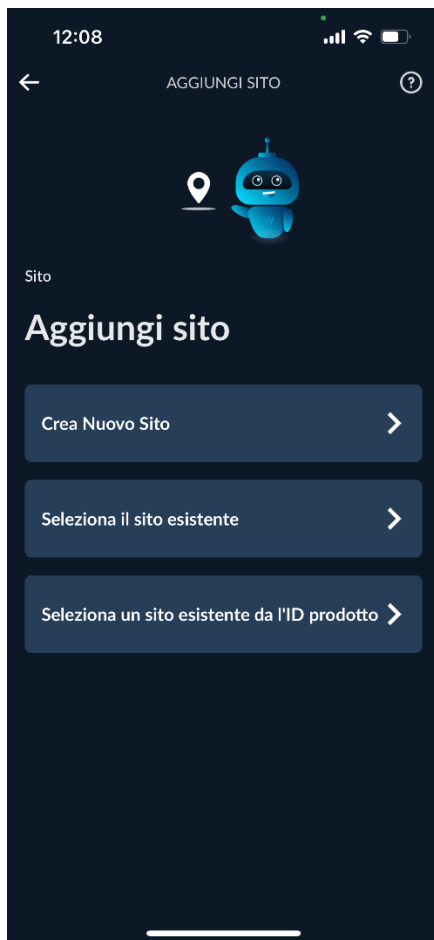 12:08
AGGIUNGI SITO
W
Sito
Aggiungi sito
Crea Nuovo Sito
Seleziona il sito esistente
Seleziona un sito esistente da l'ID prodotto